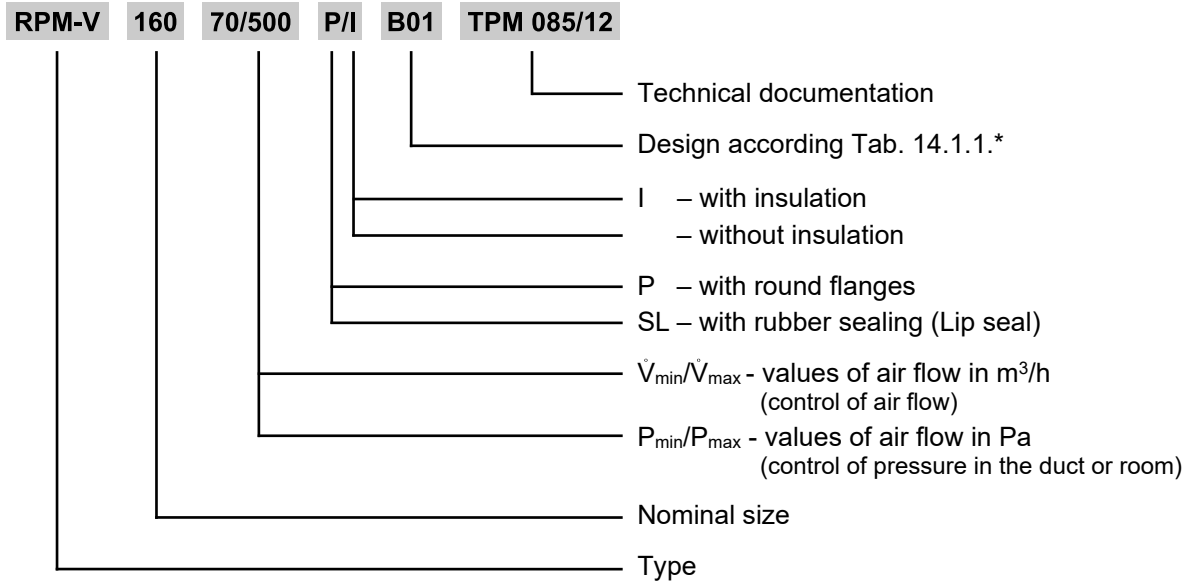 RPM-V 160 70/500 P/I B01 TPM 085/12
Technical documentation
Design according Tab. 14.1.1.*
I – with insulation
– without insulation
P – with round flanges
SL – with rubber sealing (Lip seal)
V̊min/V̊max - values of air flow in m³/h
(control of air flow)
Pmin/Pmax - values of air flow in Pa
(control of pressure in the duct or room)
Nominal size
Type